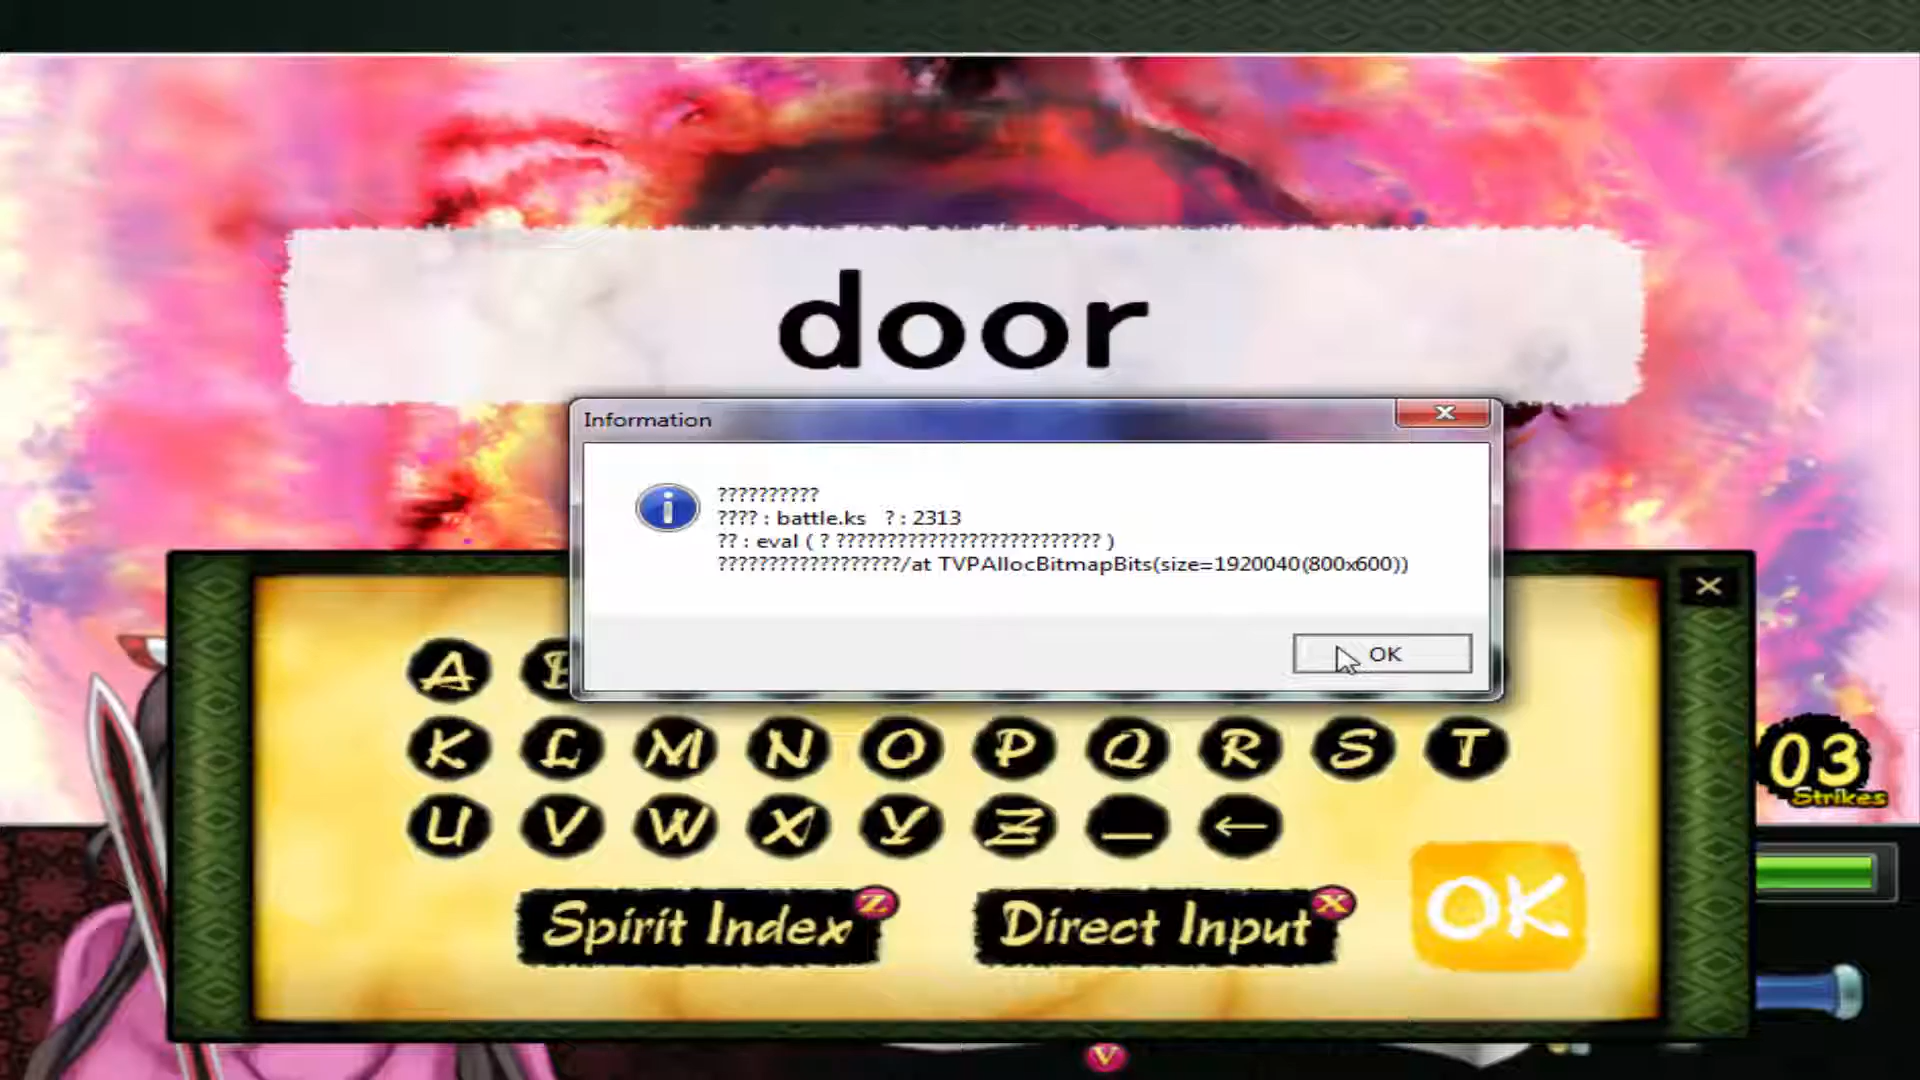 door
Information
??????????
???? : battle.ks ? : 2313
?? : eval ( ? ?????????????????????????? )
??????????????????/at TVPAllocBitmapBits(size=1920040(800x600))
OK
A
K L M N O P Q R S T
U V W X Y Z _ ←
03
Strikes
Spirit Index Z
Direct Input X
OK
V